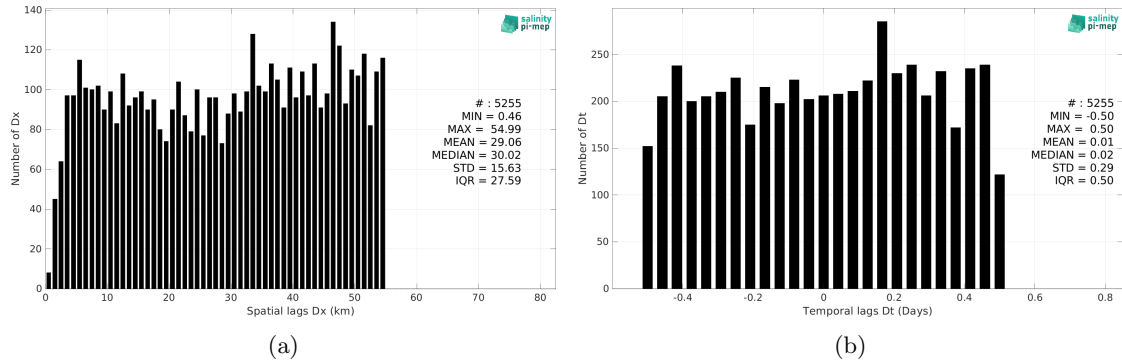 140
120
100
80
60
40
20
0
Number of Dx
0 10 20 30 40 50 60 70 80
Spatial lags Dx (km)
salinity
pi-mep
# : 5255
MIN = 0.46
MAX = 54.99
MEAN = 29.06
MEDIAN = 30.02
STD = 15.63
IQR = 27.59
(a)
250
200
150
100
50
0
Number of Dt
-0.4 -0.2 0 0.2 0.4 0.6 0.8
Temporal lags Dt (Days)
salinity
pi-mep
# : 5255
MIN = -0.50
MAX = 0.50
MEAN = 0.01
MEDIAN = 0.02
STD = 0.29
IQR = 0.50
(b)